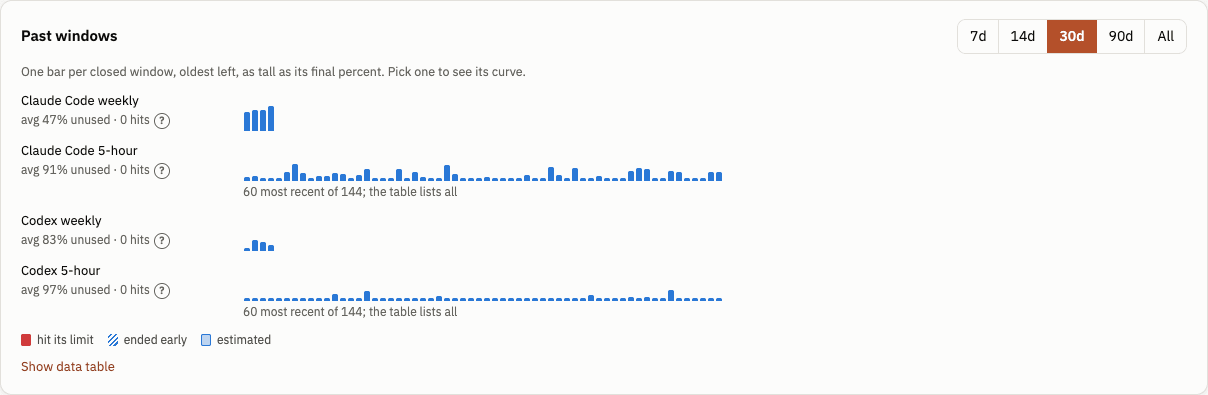 Past windows
7d 14d 30d 90d All
One bar per closed window, oldest left, as tall as its final percent. Pick one to see its curve.
Claude Code weekly
avg 47% unused · 0 hits ?
Claude Code 5-hour
avg 91% unused · 0 hits ?
60 most recent of 144; the table lists all
Codex weekly
avg 83% unused · 0 hits ?
Codex 5-hour
avg 97% unused · 0 hits ?
60 most recent of 144; the table lists all
hit its limit ended early estimated
Show data table